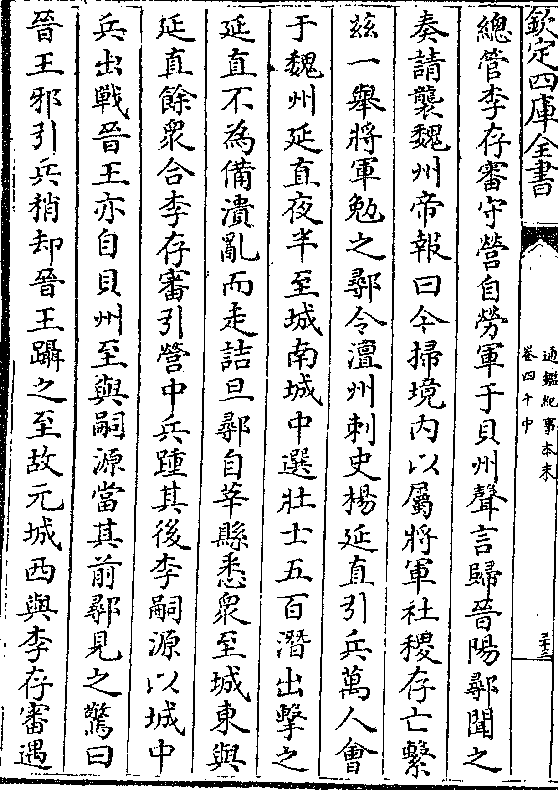 欽定四庫全書
通鑑紀事本末
卷四十中
總管李存審守營自勞軍于貝州聲言歸晉陽鄩聞之
奏請襲魏州帝報曰今掃境内以屬將軍社稷存亡繫
兹一舉將軍勉之鄩令澶州刺史楊延直引兵萬人會
于魏州延直夜半至城南城中選壯士五百潛出擊之
延直不為備潰亂而走詰旦鄩自莘縣悉衆至城東與
延直餘衆合李存審引營中兵踵其後李嗣源以城中
兵出戰晉王亦自貝州至與嗣源當其前鄩見之驚曰
晉王邪引兵稍却晉王躡之至故元城西與李存審遇